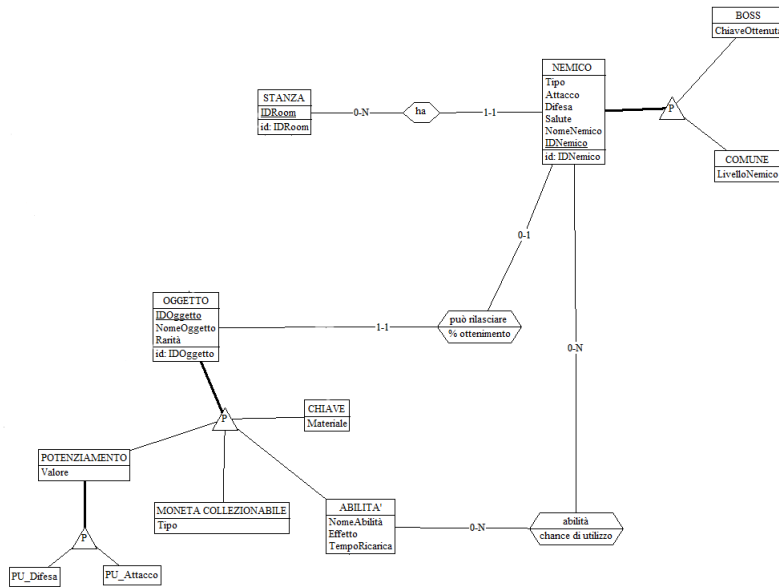 BOSS
ChiaveOttenuta
NEMICO
Tipo
Attacco
Difesa
Salute
NomeNemico
IDNemico
id: IDNemico
P
STANZA
IDRoom
id: IDRoom
0-N
ha
1-1
COMUNE
LivelloNemico
0-1
OGGETTO
IDOggetto
NomeOggetto
Rarità
id: IDOggetto
1-1
può rilasciare
% ottenimento
0-N
P
CHIAVE
Materiale
POTENZIAMENTO
Valore
MONETA COLLEZIONABILE
Tipo
ABILITA'
NomeAbilità
Effetto
TempoRicarica
0-N
abilità
chance di utilizzo
P
PU_Difesa
PU_Attacco